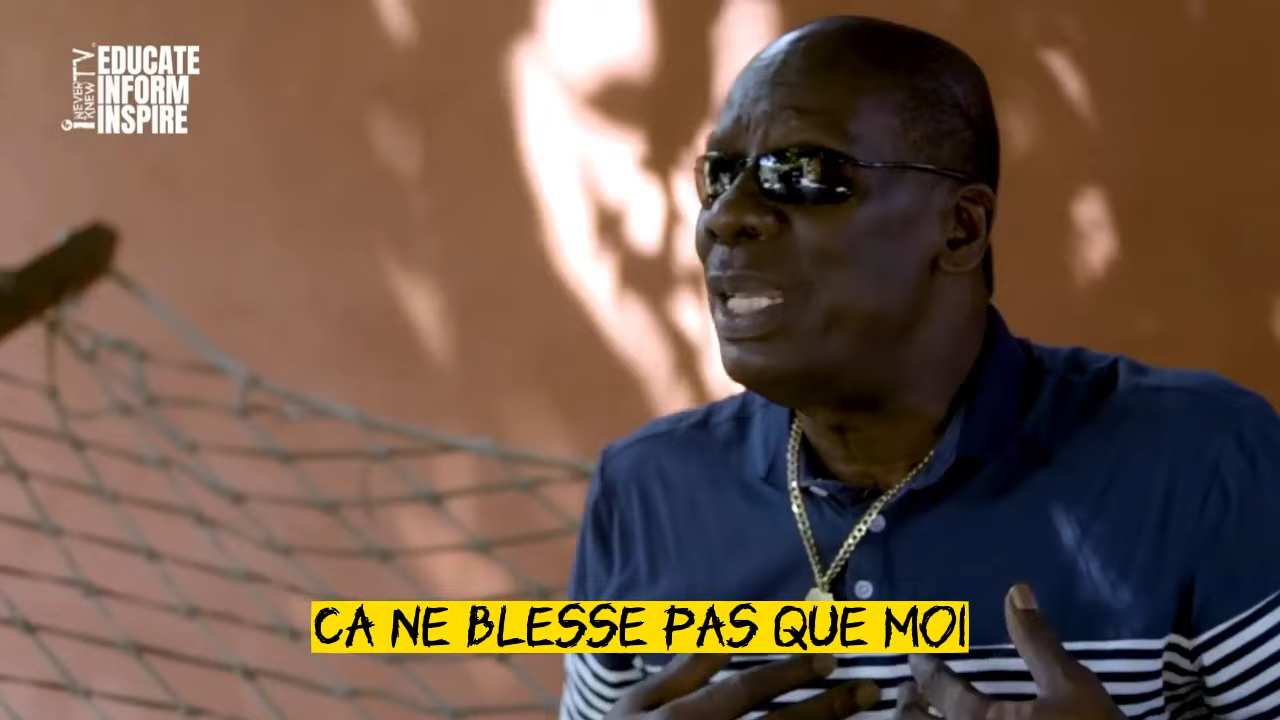 I NEVER
KNEW
TV
EDUCATE
INFORM
INSPIRE
CA NE BLESSE PAS QUE MOI